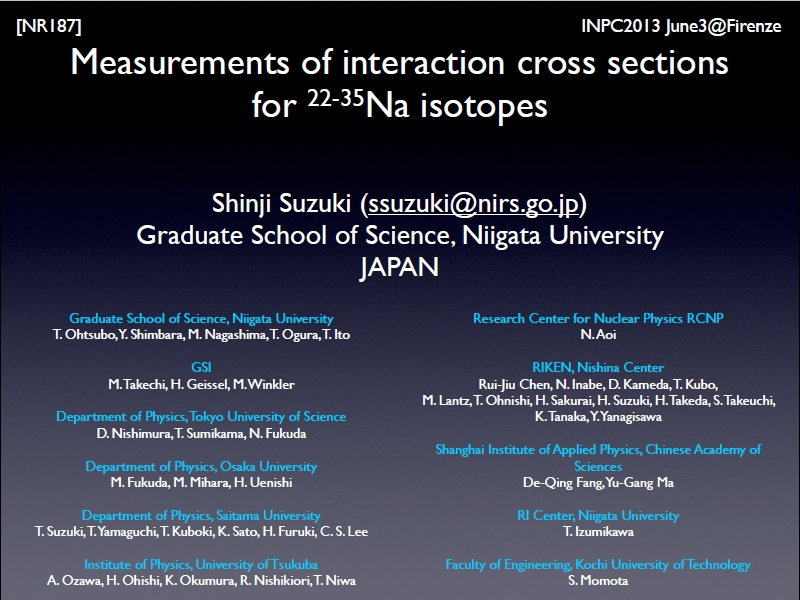 [NR187]
INPC2013 June3@Firenze
Measurements of interaction cross sections
for 22-35Na isotopes
Shinji Suzuki (ssuzuki@nirs.go.jp)
Graduate School of Science, Niigata University
JAPAN
Graduate School of Science, Niigata University
T. Ohtsubo, Y. Shimbara, M. Nagashima, T. Ogura, T. Ito
GSI
M. Takechi, H. Geissel, M. Winkler
Department of Physics, Tokyo University of Science
D. Nishimura, T. Sumikama, N. Fukuda
Department of Physics, Osaka University
M. Fukuda, M. Mihara, H. Uenishi
Department of Physics, Saitama University
T. Suzuki, T. Yamaguchi, T. Kuboki, K. Sato, H. Furuki, C. S. Lee
Institute of Physics, University of Tsukuba
A. Ozawa, H. Ohishi, K. Okumura, R. Nishikiori, T. Niwa
Research Center for Nuclear Physics RCNP
N. Aoi
RIKEN, Nishina Center
Rui-Jiu Chen, N. Inabe, D. Kameda, T. Kubo,
M. Lantz, T. Ohnishi, H. Sakurai, H. Suzuki, H. Takeda, S. Takeuchi,
K. Tanaka, Y. Yanagisawa
Shanghai Institute of Applied Physics, Chinese Academy of
Sciences
De-Qing Fang, Yu-Gang Ma
RI Center, Niigata University
T. Izumikawa
Faculty of Engineering, Kochi University of Technology
S. Momota